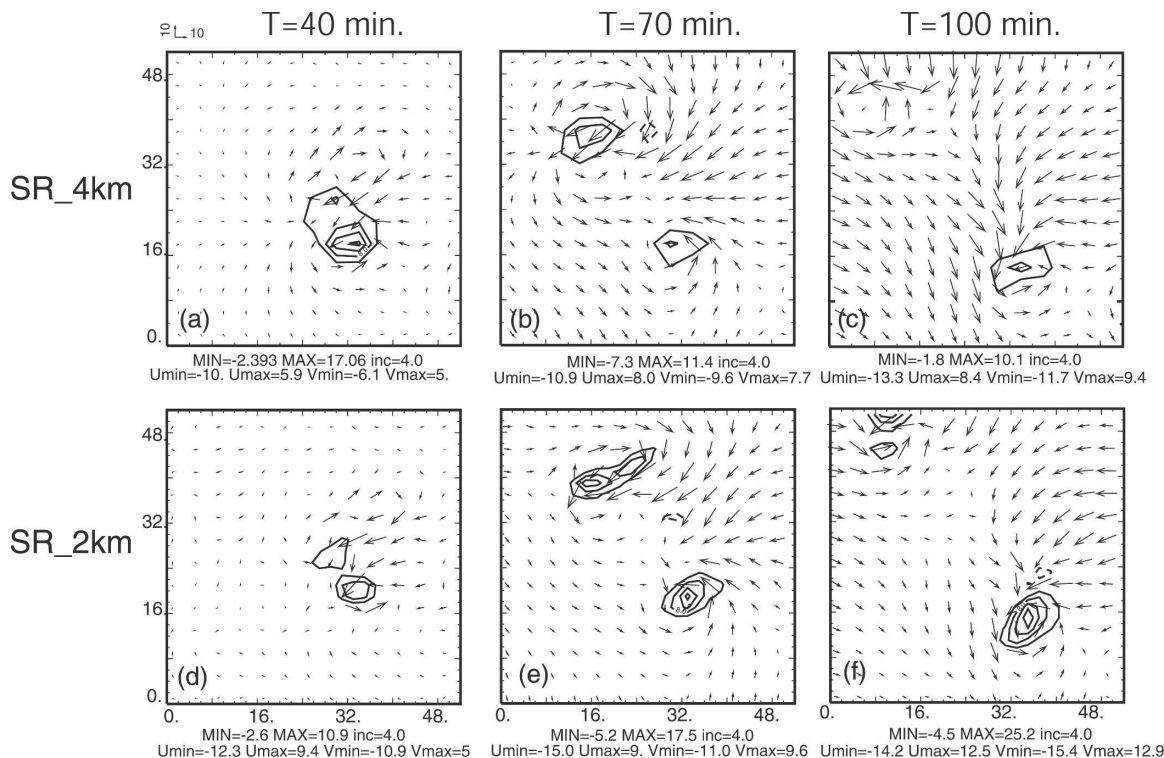 T=40 min. T=70 min. T=100 min.
10
10
SR_4km
48.
32.
16.
0.
(a) (b) (c)
MIN=-2.393 MAX=17.06 inc=4.0 MIN=-7.3 MAX=11.4 inc=4.0 MIN=-1.8 MAX=10.1 inc=4.0
Umin=-10. Umax=5.9 Vmin=-6.1 Vmax=5. Umin=-10.9 Umax=8.0 Vmin=-9.6 Vmax=7.7 Umin=-13.3 Umax=8.4 Vmin=-11.7 Vmax=9.4
SR_2km
48.
32.
16.
0.
(d) (e) (f)
0. 16. 32. 48. 0. 16. 32. 48. 0. 16. 32. 48.
MIN=-2.6 MAX=10.9 inc=4.0 MIN=-5.2 MAX=17.5 inc=4.0 MIN=-4.5 MAX=25.2 inc=4.0
Umin=-12.3 Umax=9.4 Vmin=-10.9 Vmax=5 Umin=-15.0 Umax=9. Vmin=-11.0 Vmax=9.6 Umin=-14.2 Umax=12.5 Vmin=-15.4 Vmax=12.9